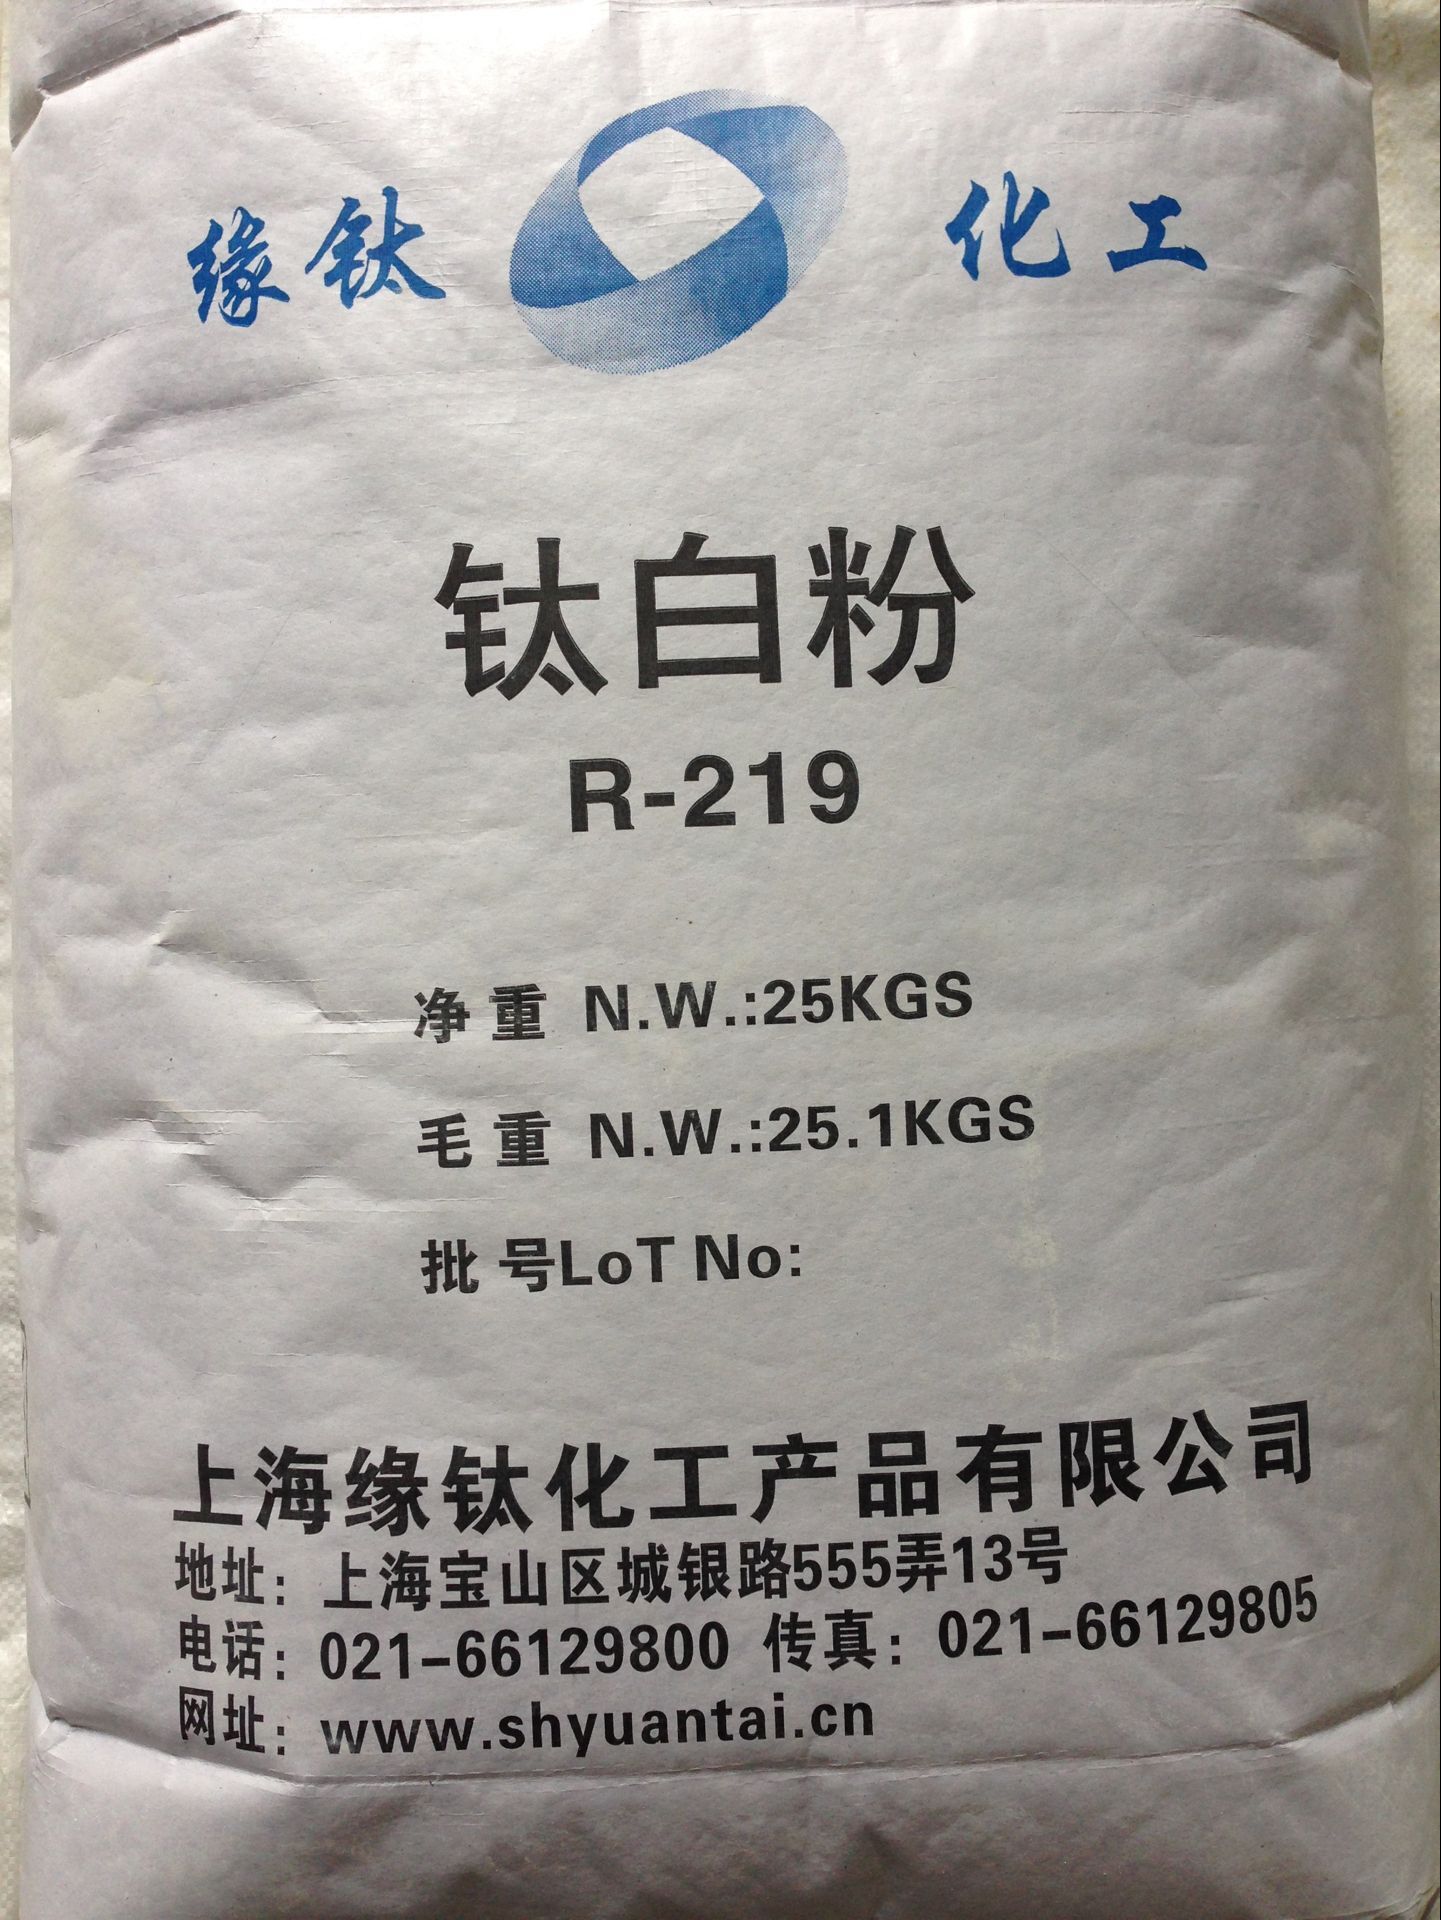 缘钛 化工
钛白粉
R-219
净重 N.W.:25KGS
毛重 N.W.:25.1KGS
批号LoT No:
上海缘钛化工产品有限公司
地址：上海宝山区城银路555弄13号
电话：021-66129800 传真：021-66129805
网址：www.shyuantai.cn